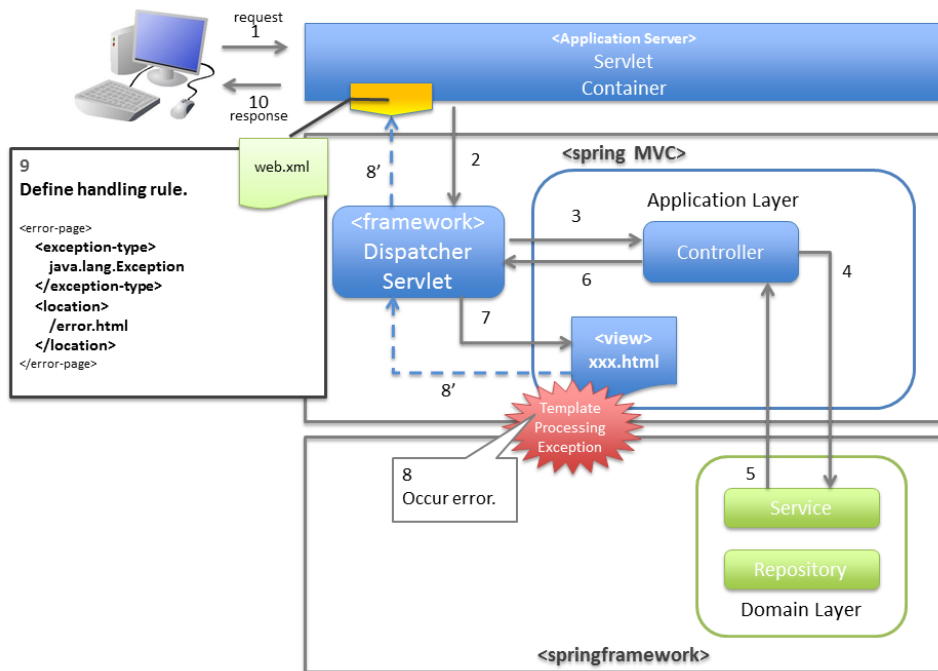 request
1
10
response
<Application Server>
Servlet
Container
web.xml
9
Define handling rule.
<error-page>
<exception-type>
java.lang.Exception
</exception-type>
<location>
/error.html
</location>
</error-page>
8’
2
<spring MVC>
<framework>
Dispatcher
Servlet
3
6
7
Application Layer
Controller
4
<view>
xxx.html
8’
Template
Processing
Exception
8
Occur error.
5
Service
Repository
Domain Layer
<springframework>